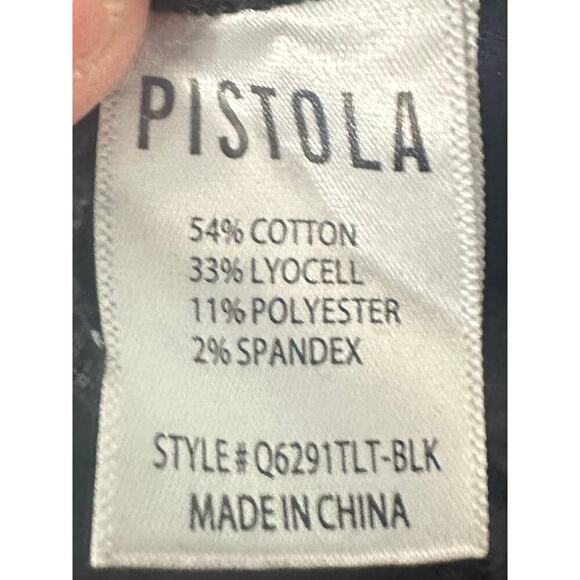 PISTOLA
54% COTTON
33% LYOCELL
11% POLYESTER
2% SPANDEX
STYLE# Q6291TLT-BLK
MADE IN CHINA